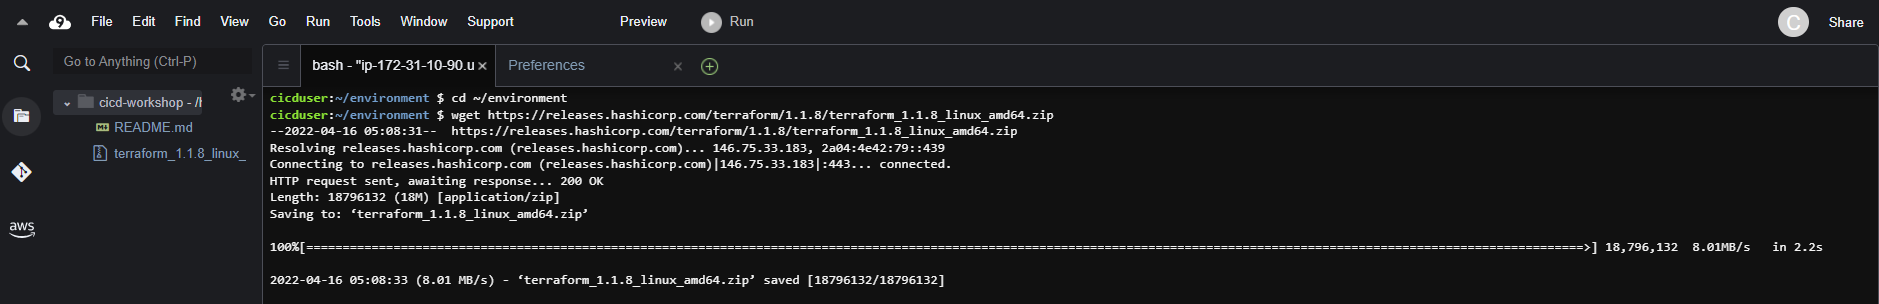 9 File Edit Find View Go Run Tools Window Support Preview Run C Share
Go to Anything (Ctrl-P)
bash - "ip-172-31-10-90.u × Preferences ×
cicd-workshop - /h
README.md
terraform_1.1.8_linux_
aws
cicduser:~/environment $ cd ~/environment
cicduser:~/environment $ wget https://releases.hashicorp.com/terraform/1.1.8/terraform_1.1.8_linux_amd64.zip
--2022-04-16 05:08:31--  https://releases.hashicorp.com/terraform/1.1.8/terraform_1.1.8_linux_amd64.zip
Resolving releases.hashicorp.com (releases.hashicorp.com)... 146.75.33.183, 2a04:4e42:79::439
Connecting to releases.hashicorp.com (releases.hashicorp.com)|146.75.33.183|:443... connected.
HTTP request sent, awaiting response... 200 OK
Length: 18796132 (18M) [application/zip]
Saving to: ‘terraform_1.1.8_linux_amd64.zip’
100%[===================================================================================>] 18,796,132  8.01MB/s   in 2.2s
2022-04-16 05:08:33 (8.01 MB/s) - ‘terraform_1.1.8_linux_amd64.zip’ saved [18796132/18796132]